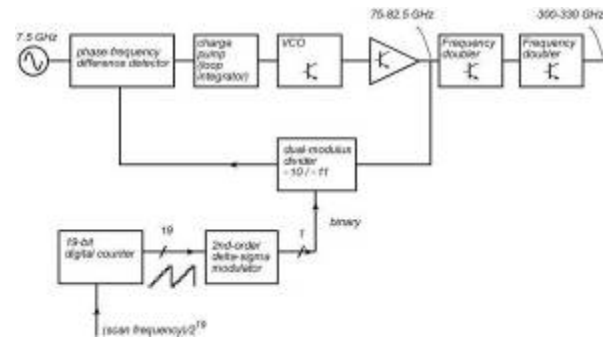 75-82.5 GHz
300-330 GHz
7.5 GHz
phase-frequency
difference detector
charge
pump
(loop
integrator)
VCO
Frequency
doubler
Frequency
doubler
dual-modulus
divider
÷10 / ÷11
binary
19-bit
digital counter
19
2nd-order
delta-sigma
modulator
1
(scan frequency)/2^19